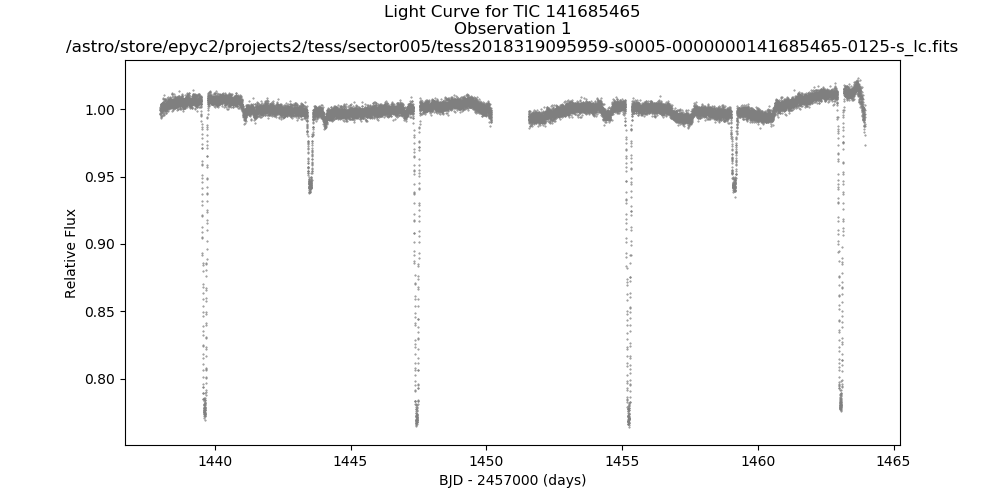 Light Curve for TIC 141685465
Observation 1
/astro/store/epyc2/projects2/tess/sector005/tess2018319095959-s0005-0000000141685465-0125-s_lc.fits
1.00
0.95
0.90
0.85
0.80
Relative Flux
1440 1445 1450 1455 1460 1465
BJD - 2457000 (days)